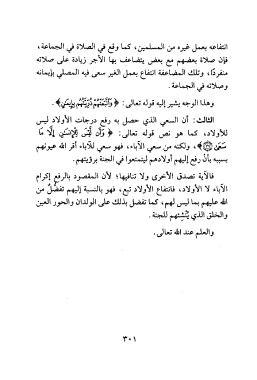 انتفاعه بعمل غيره من المسلمين، كما وقع في الصلاة في الجماعة،
فإن صلاة بعضهم مع بعض يتضاعف بها الأجر زيادة على صلاته
منفردًا، وتلك المضاعفة انتفاع بعمل الغير سعى فيه المصلي بإيمانه
وصلاته في الجماعة.
وهذا الوجه يشير إليه قوله تعالى: ﴿وَٱتَّبَعَتْهُمْ ذُرِّيَّتُهُم بِإِيمَٰنٍ﴾.
الثالث: أن السعي الذي حصل به رفع درجات الأولاد ليس
للأولاد، كما هو نص قوله تعالى: ﴿وَأَن لَّيْسَ لِلْإِنسَٰنِ إِلَّا مَا
سَعَىٰ ۝﴾، ولكنه من سعي الآباء، فهو سعي للآباء أقر الله عيونهم
بسببه بأن رفع إليهم أولادهم ليتمتعوا في الجنة برؤيتهم.
فالآية تصدق الأخرى ولا تنافيها؛ لأن المقصود بالرفع إكرام
الآباء لا الأولاد، فانتفاع الأولاد تبع، فهو بالنسبة إليهم تفضُّل من
الله عليهم بما ليس لهم، كما تفضل بذلك على الولدان والحور العين
والخلق الذي يُنْشِئهم للجنة.
والعلم عند الله تعالى.
٣٠١